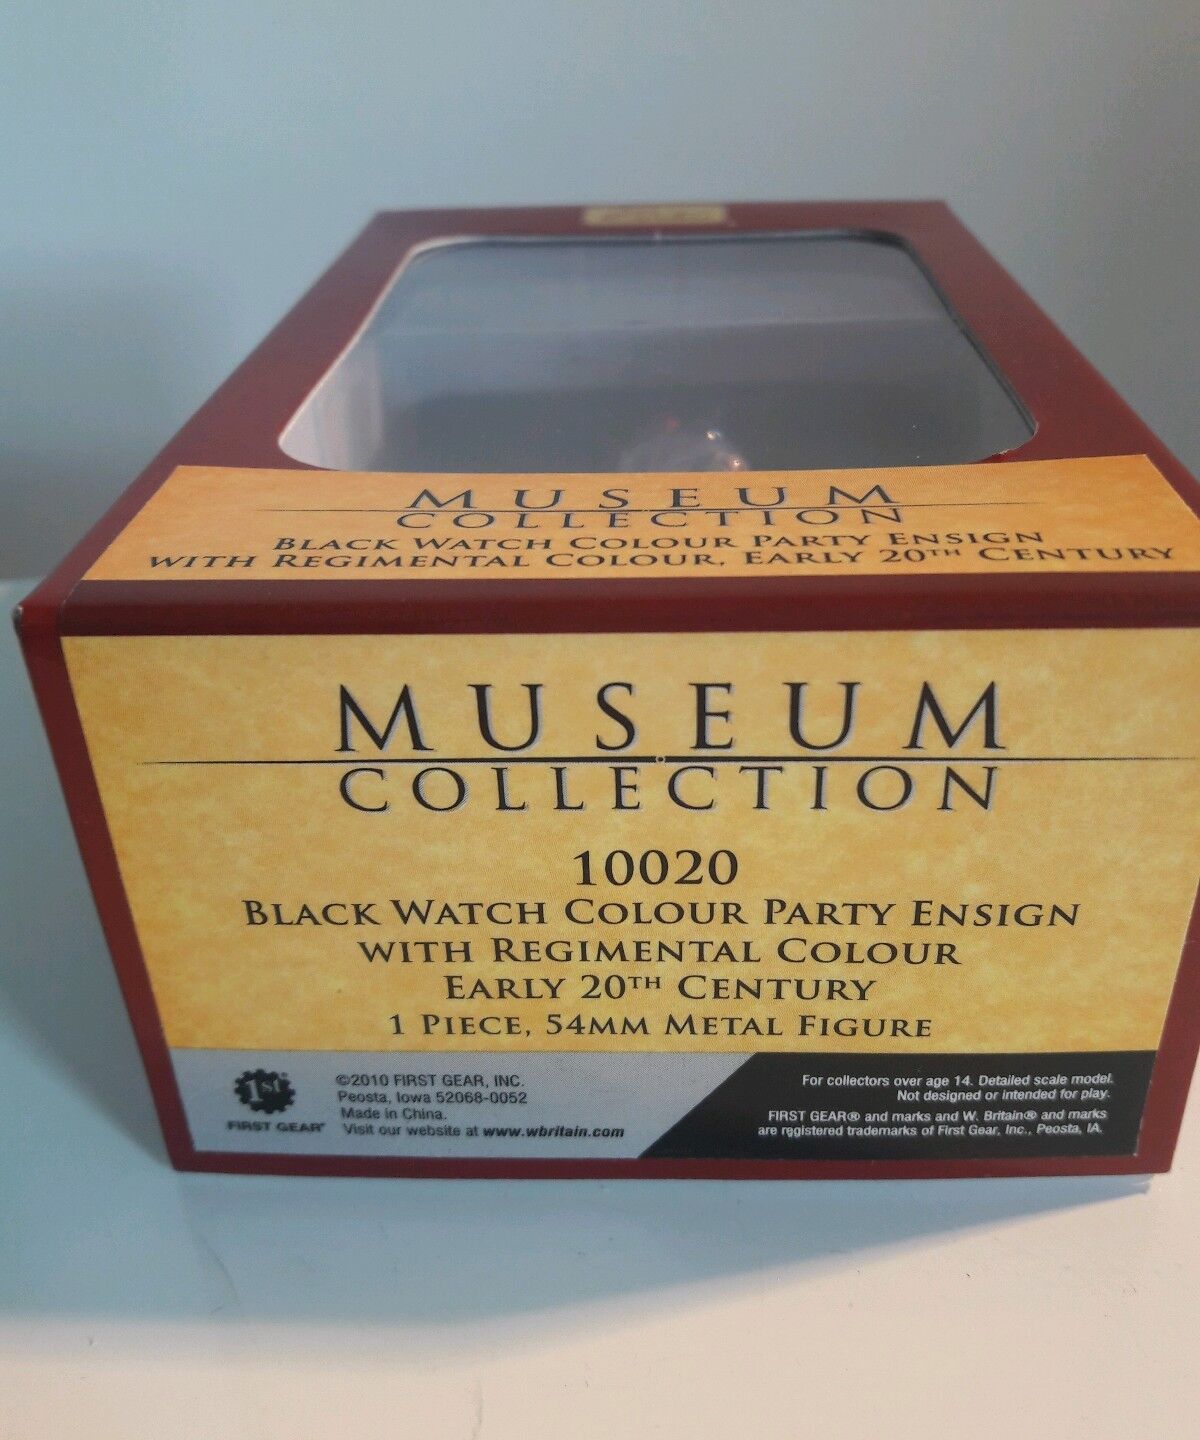 MUSEUM
COLLECTION
BLACK WATCH COLOUR PARTY ENSIGN
WITH REGIMENTAL COLOUR, EARLY 20TH CENTURY
MUSEUM
COLLECTION
10020
BLACK WATCH COLOUR PARTY ENSIGN
WITH REGIMENTAL COLOUR
EARLY 20TH CENTURY
1 PIECE, 54MM METAL FIGURE
1st
FIRST GEAR
©2010 FIRST GEAR, INC.
Peosta, Iowa 52068-0052
Made in China.
Visit our website at www.wbritain.com
For collectors over age 14. Detailed scale model.
Not designed or intended for play.
FIRST GEAR® and marks and W. Britain® and marks
are registered trademarks of First Gear, Inc., Peosta, IA.